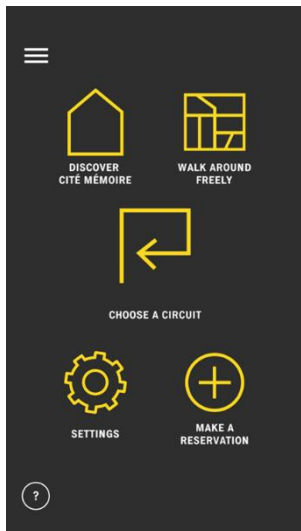 DISCOVER
CITÉ MÉMOIRE
WALK AROUND
FREELY
CHOOSE A CIRCUIT
SETTINGS
MAKE A
RESERVATION
?